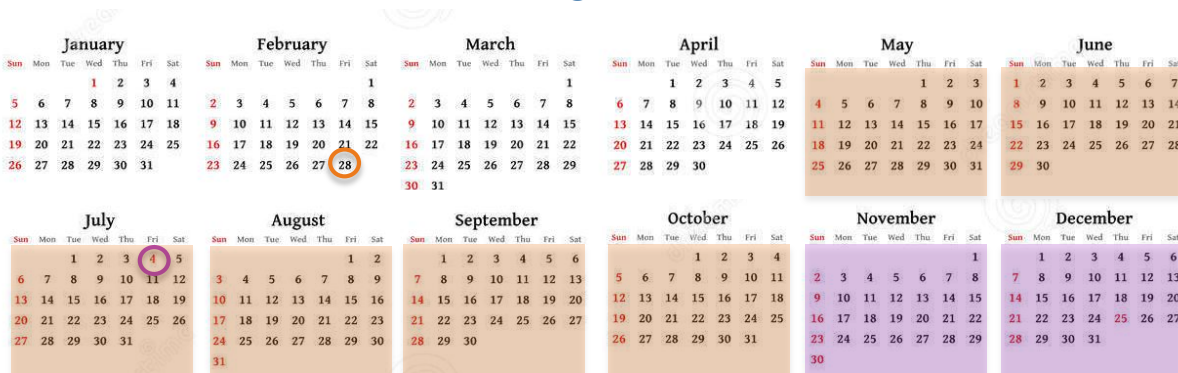 January February March April May June
Sun Mon Tue Wed Thu Fri Sat Sun Mon Tue Wed Thu Fri Sat Sun Mon Tue Wed Thu Fri Sat Sun Mon Tue Wed Thu Fri Sat Sun Mon Tue Wed Thu Fri Sat Sun Mon Tue Wed Thu Fri Sat
1 2 3 4 1 1 1 2 3 4 5 1 2 3 1 2 3 4 5 6 7
5 6 7 8 9 10 11 2 3 4 5 6 7 8 2 3 4 5 6 7 8 6 7 8 9 10 11 12 4 5 6 7 8 9 10 8 9 10 11 12 13 14
12 13 14 15 16 17 18 9 10 11 12 13 14 15 9 10 11 12 13 14 15 13 14 15 16 17 18 19 11 12 13 14 15 16 17 15 16 17 18 19 20 21
19 20 21 22 23 24 25 16 17 18 19 20 21 22 16 17 18 19 20 21 22 20 21 22 23 24 25 26 18 19 20 21 22 23 24 22 23 24 25 26 27 28
26 27 28 29 30 31 23 24 25 26 27 28 23 24 25 26 27 28 29 27 28 29 30 25 26 27 28 29 30 31 29 30
30 31
July August September October November December
Sun Mon Tue Wed Thu Fri Sat Sun Mon Tue Wed Thu Fri Sat Sun Mon Tue Wed Thu Fri Sat Sun Mon Tue Wed Thu Fri Sat Sun Mon Tue Wed Thu Fri Sat Sun Mon Tue Wed Thu Fri Sat
1 2 3 4 5 1 2 1 2 3 4 5 6 1 2 3 4 1 1 2 3 4 5 6
6 7 8 9 10 11 12 3 4 5 6 7 8 9 7 8 9 10 11 12 13 5 6 7 8 9 10 11 2 3 4 5 6 7 8 7 8 9 10 11 12 13
13 14 15 16 17 18 19 10 11 12 13 14 15 16 14 15 16 17 18 19 20 12 13 14 15 16 17 18 9 10 11 12 13 14 15 14 15 16 17 18 19 20
20 21 22 23 24 25 26 17 18 19 20 21 22 23 21 22 23 24 25 26 27 19 20 21 22 23 24 25 16 17 18 19 20 21 22 21 22 23 24 25 26 27
27 28 29 30 31 24 25 26 27 28 29 30 28 29 30 26 27 28 29 30 31 23 24 25 26 27 28 29 28 29 30 31
31 30